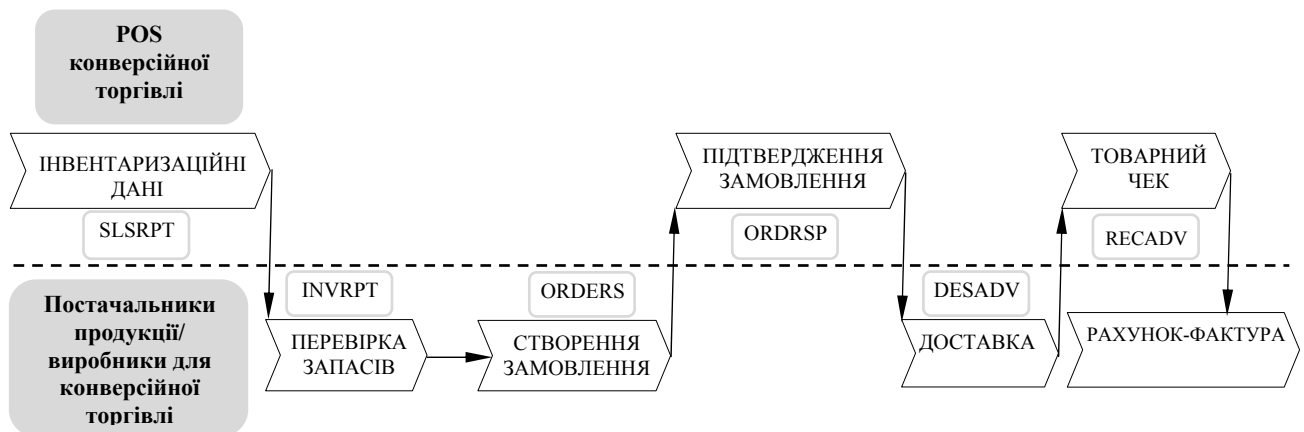 POS
конверсійної
торгівлі
ІНВЕНТАРИЗАЦІЙНІ
ДАНІ
SLSRPT
ПІДТВЕРДЖЕННЯ
ЗАМОВЛЕННЯ
ORDRSP
ТОВАРНИЙ
ЧЕК
RECADV
Постачальники
продукції/
виробники для
конверсійної
торгівлі
INVRPT
ПЕРЕВІРКА
ЗАПАСІВ
ORDERS
СТВОРЕННЯ
ЗАМОВЛЕННЯ
DESADV
ДОСТАВКА
РАХУНОК-ФАКТУРА